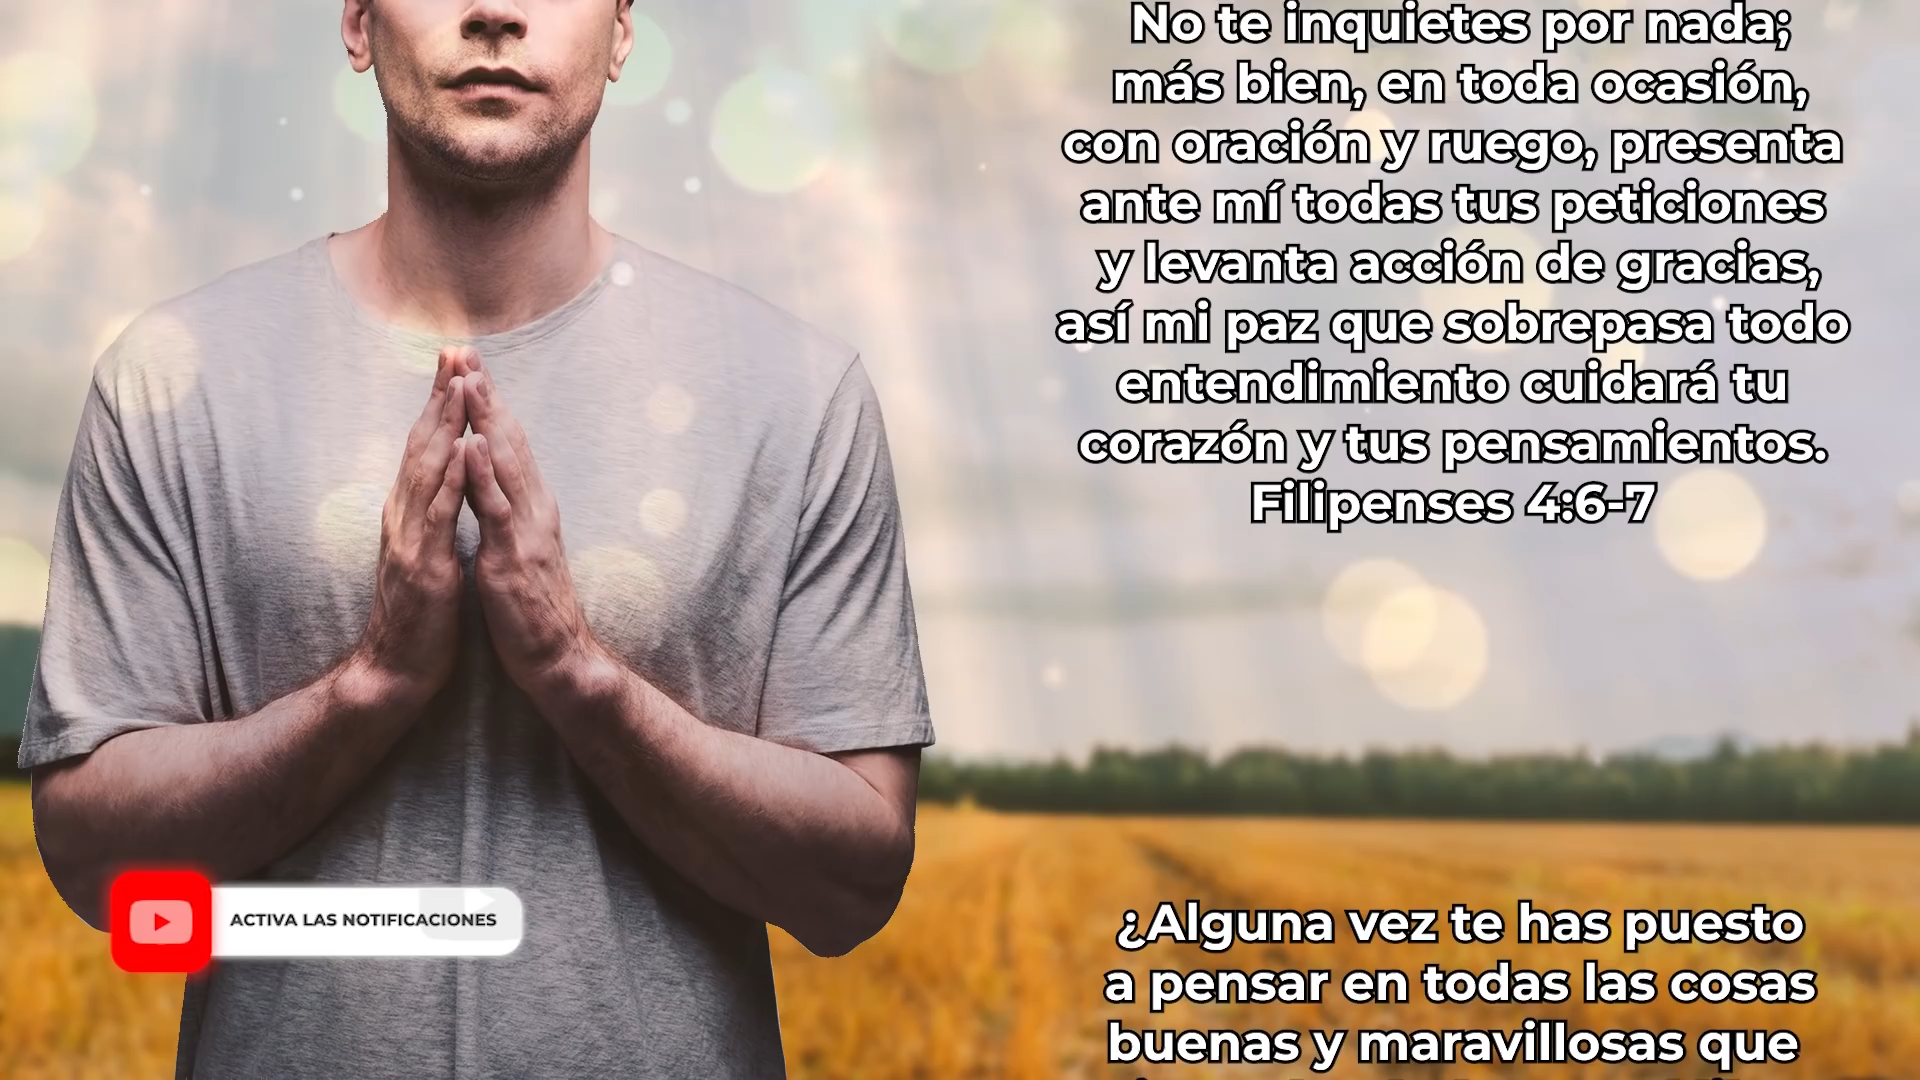 No te inquietes por nada;
más bien, en toda ocasión,
con oración y ruego, presenta
ante mí todas tus peticiones
y levanta acción de gracias,
así mi paz que sobrepasa todo
entendimiento cuidará tu
corazón y tus pensamientos.
Filipenses 4:6-7
ACTIVA LAS NOTIFICACIONES
¿Alguna vez te has puesto
a pensar en todas las cosas
buenas y maravillosas que